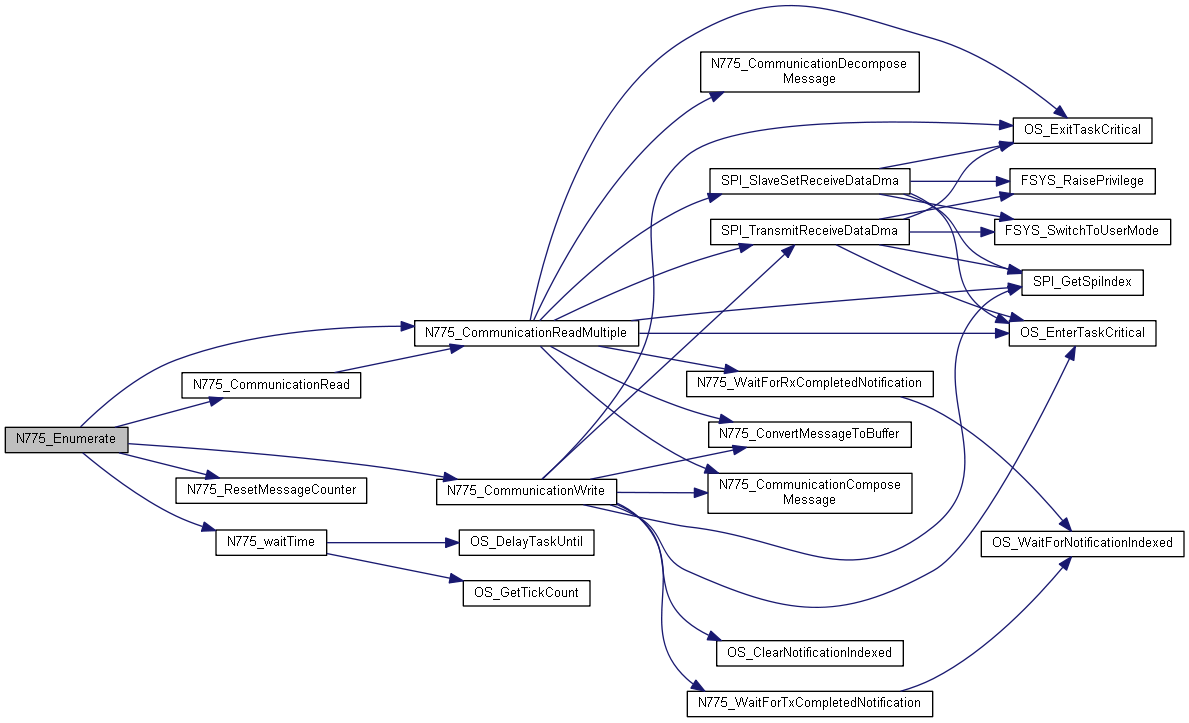 N775_CommunicationDecompose
Message
OS_ExitTaskCritical
SPI_SlaveSetReceiveDataDma
FSYS_RaisePrivilege
SPI_TransmitReceiveDataDma
FSYS_SwitchToUserMode
SPI_GetSpiIndex
N775_CommunicationReadMultiple
OS_EnterTaskCritical
N775_CommunicationRead
N775_WaitForRxCompletedNotification
N775_Enumerate
N775_ConvertMessageToBuffer
N775_ResetMessageCounter
N775_CommunicationWrite
N775_CommunicationCompose
Message
N775_waitTime
OS_DelayTaskUntil
OS_WaitForNotificationIndexed
OS_GetTickCount
OS_ClearNotificationIndexed
N775_WaitForTxCompletedNotification